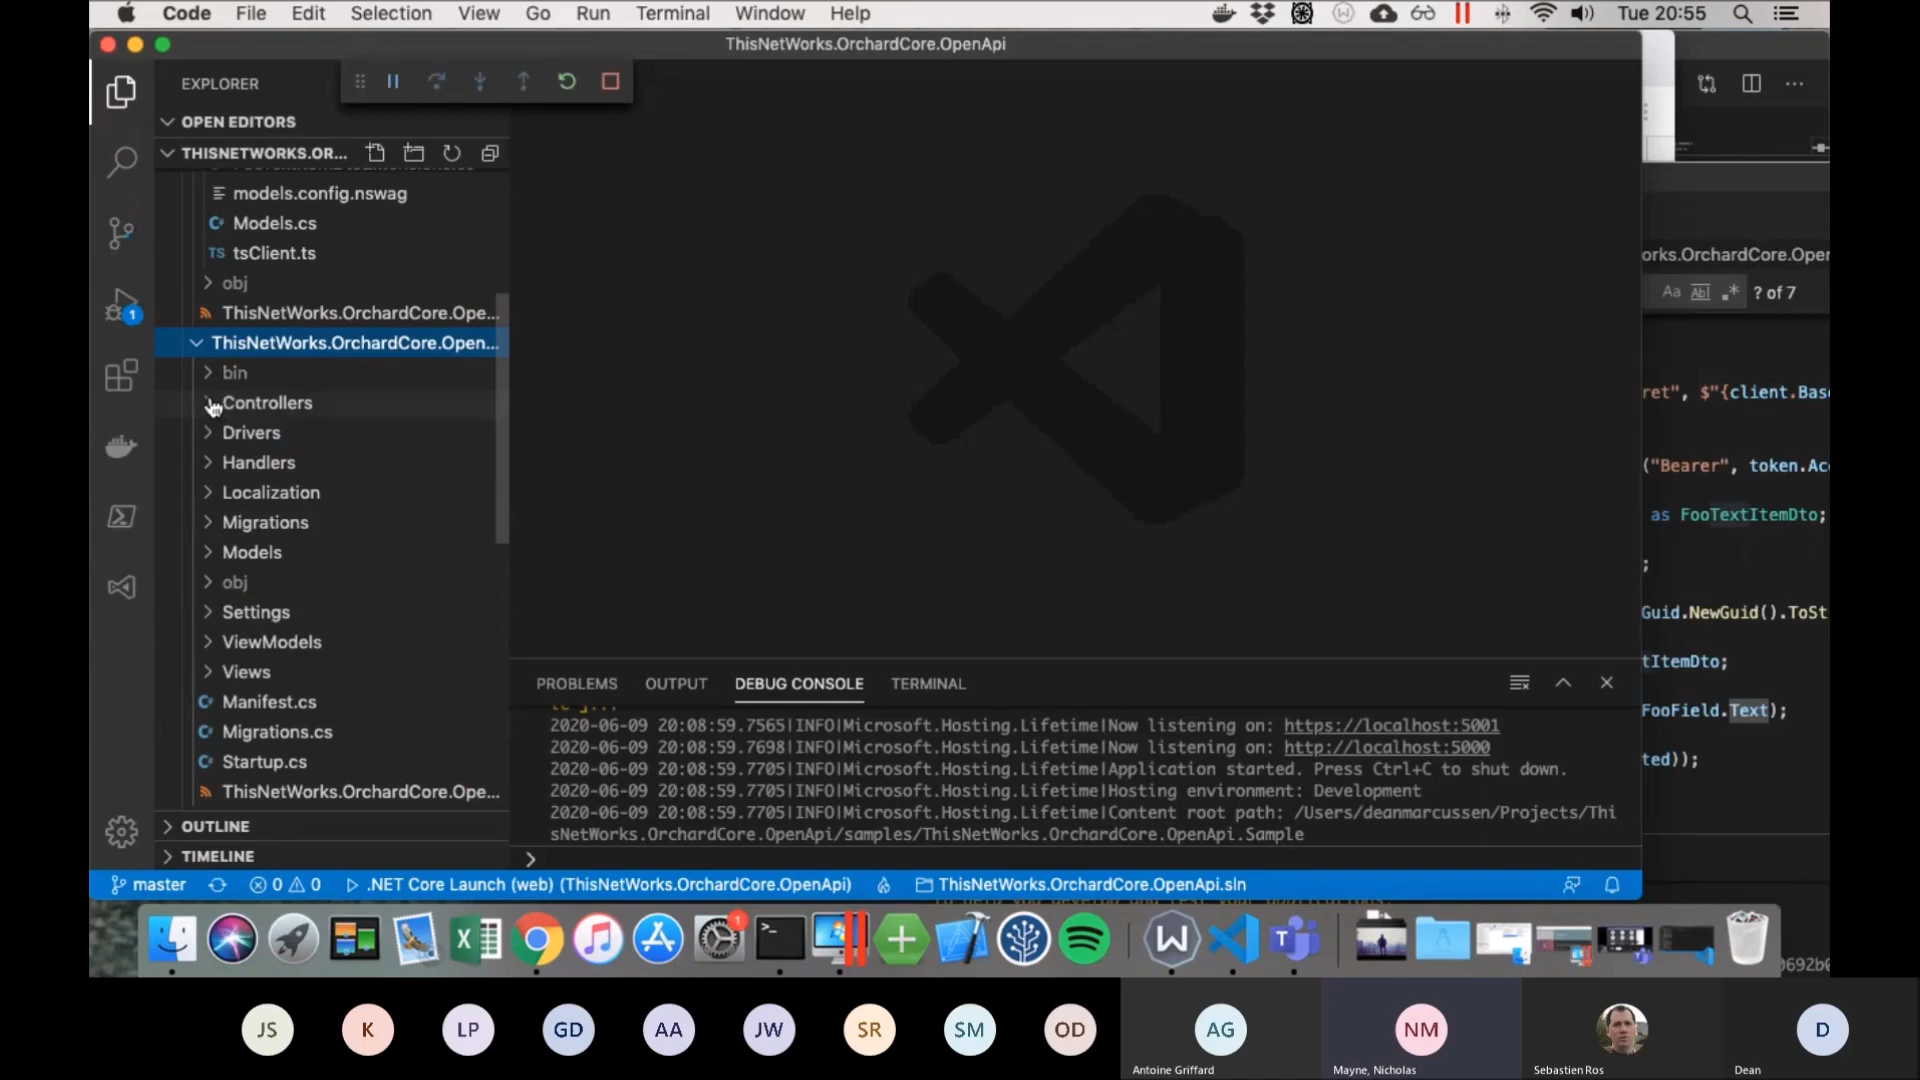 Code File Edit Selection View Go Run Terminal Window Help Tue 20:55
ThisNetWorks.OrchardCore.OpenApi
EXPLORER
OPEN EDITORS
THISNETWORKS.OR...
models.config.nswag
Models.cs
TS tsClient.ts
obj
ThisNetWorks.OrchardCore.Ope...
ThisNetWorks.OrchardCore.Open...
bin
Controllers
Drivers
Handlers
Localization
Migrations
Models
obj
Settings
ViewModels
Views
Manifest.cs
Migrations.cs
Startup.cs
ThisNetWorks.OrchardCore.Ope...
OUTLINE
TIMELINE
1
orks.OrchardCore.Oper
Aa Abl .* ? of 7
ret", $"{client.Bas
("Bearer", token.Acc
as FooTextItemDto;
;
Guid.NewGuid().ToSt
tItemDto;
FooField.Text);
ted));
PROBLEMS OUTPUT DEBUG CONSOLE TERMINAL
2020-06-09 20:08:59.7565|INFO|Microsoft.Hosting.Lifetime|Now listening on: https://localhost:5001
2020-06-09 20:08:59.7698|INFO|Microsoft.Hosting.Lifetime|Now listening on: http://localhost:5000
2020-06-09 20:08:59.7705|INFO|Microsoft.Hosting.Lifetime|Application started. Press Ctrl+C to shut down.
2020-06-09 20:08:59.7705|INFO|Microsoft.Hosting.Lifetime|Hosting environment: Development
2020-06-09 20:08:59.7705|INFO|Microsoft.Hosting.Lifetime|Content root path: /Users/deanmarcussen/Projects/Thi
sNetWorks.OrchardCore.OpenApi/samples/ThisNetWorks.OrchardCore.OpenApi.Sample
master 0 0 .NET Core Launch (web) (ThisNetWorks.OrchardCore.OpenApi) ThisNetWorks.OrchardCore.OpenApi.sln
1
0692b
JS K LP GD AA JW SR SM OD AG NM D
Antoine Griffard Mayne, Nicholas Sebastien Ros Dean